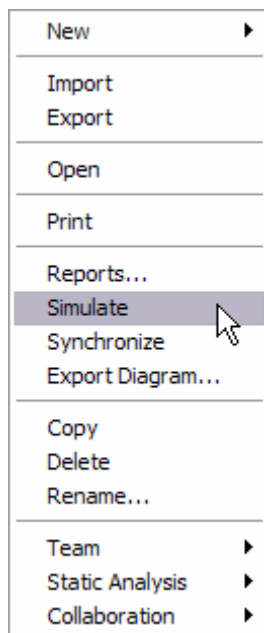 New
Import
Export
Open
Print
Reports...
Simulate
Synchronize
Export Diagram...
Copy
Delete
Rename...
Team
Static Analysis
Collaboration